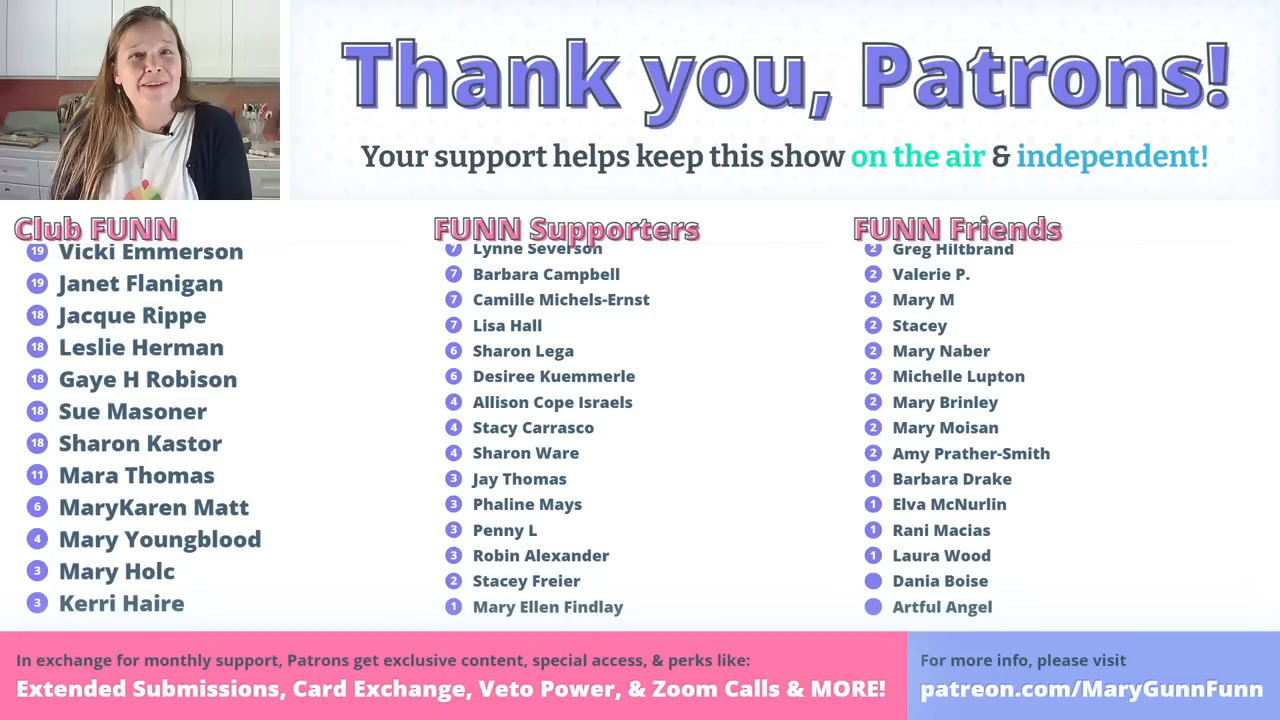 Thank you, Patrons!
Your support helps keep this show on the air & independent!
Club FUNN
19 Vicki Emmerson
19 Janet Flanigan
18 Jacque Rippe
18 Leslie Herman
18 Gaye H Robison
18 Sue Masoner
18 Sharon Kastor
11 Mara Thomas
6 MaryKaren Matt
4 Mary Youngblood
3 Mary Holc
3 Kerri Haire
FUNN Supporters
7 Lynne Severson
7 Barbara Campbell
7 Camille Michels-Ernst
7 Lisa Hall
6 Sharon Lega
6 Desiree Kuemmerle
4 Allison Cope Israels
4 Stacy Carrasco
4 Sharon Ware
3 Jay Thomas
3 Phaline Mays
3 Penny L
3 Robin Alexander
2 Stacey Freier
1 Mary Ellen Findlay
FUNN Friends
2 Greg Hiltbrand
2 Valerie P.
2 Mary M
2 Stacey
2 Mary Naber
2 Michelle Lupton
2 Mary Brinley
2 Mary Moisan
2 Amy Prather-Smith
1 Barbara Drake
1 Elva McNurlin
1 Rani Macias
1 Laura Wood
Dania Boise
Artful Angel
In exchange for monthly support, Patrons get exclusive content, special access, & perks like:
Extended Submissions, Card Exchange, Veto Power, & Zoom Calls & MORE!
For more info, please visit
patreon.com/MaryGunnFunn